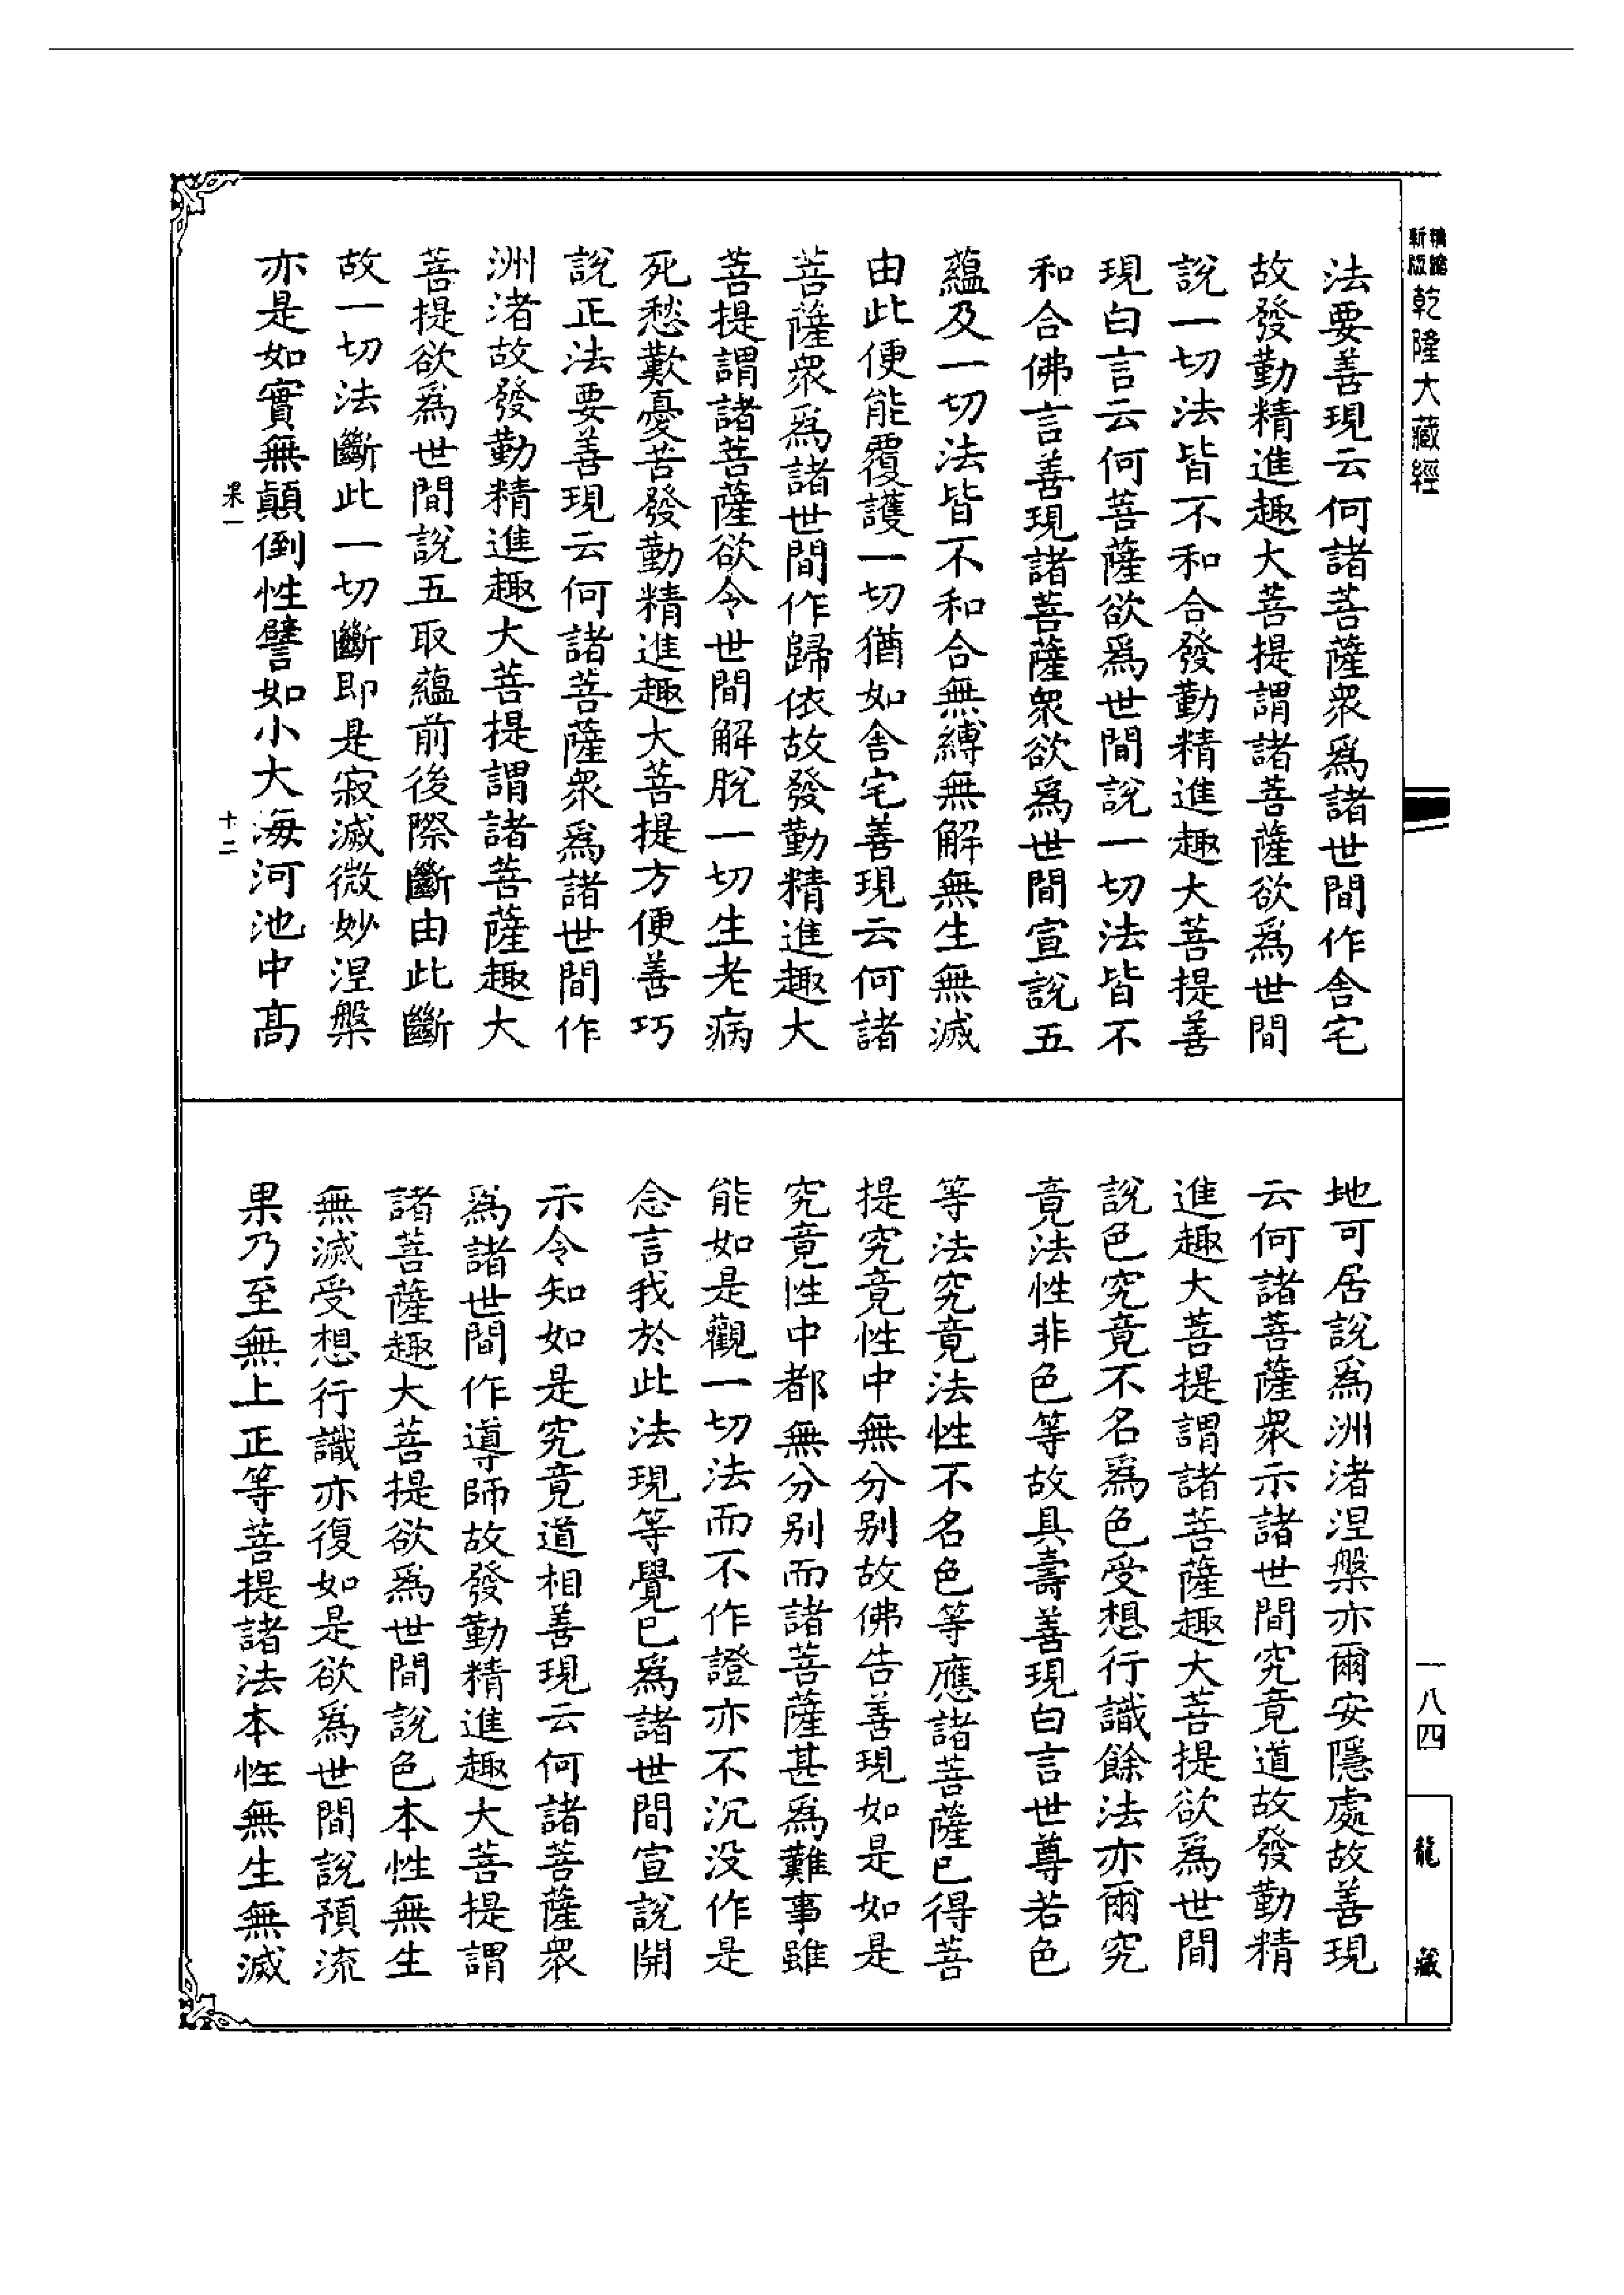 精縮新版乾隆大藏經
法要善現云何諸菩薩衆爲諸世間作舍宅
故發勤精進趣大菩提謂諸菩薩欲爲世間
說一切法皆不和合發勤精進趣大菩提善
現白言云何菩薩欲爲世間說一切法皆不
和合佛言善現諸菩薩衆欲爲世間宣說五
蘊及一切法皆不和合無縛無解無生無滅
由此便能覆護一切猶如舍宅善現云何諸
菩薩衆爲諸世間作歸依故發勤精進趣大
菩提謂諸菩薩欲令世間解脫一切生老病
死愁歎憂苦發勤精進趣大菩提方便善巧
說正法要善現云何諸菩薩衆爲諸世間作
洲渚故發勤精進趣大菩提謂諸菩薩趣大
菩提欲爲世間說五取蘊前後際斷由此斷
故一切法斷此一切斷即是寂滅微妙涅槃
亦是如實無顛倒性譬如小大海河池中高
果一 十二
地可居說爲洲渚涅槃亦爾安隱處故善現
云何諸菩薩衆示諸世間究竟道故發勤精
進趣大菩提謂諸菩薩趣大菩提欲爲世間
說色究竟不名爲色受想行識餘法亦爾究
竟法性非色等故具壽善現白言世尊若色
等法究竟法性不名色等應諸菩薩已得菩
提究竟性中無分別故佛告善現如是如是
究竟性中都無分別而諸菩薩甚爲難事雖
能如是觀一切法而不作證亦不沉没作是
念言我於此法現等覺已爲諸世間宣說開
示令知如是究竟道相善現云何諸菩薩衆
爲諸世間作導師故發勤精進趣大菩提謂
諸菩薩趣大菩提欲爲世間說色本性無生
無滅受想行識亦復如是欲爲世間說預流
果乃至無上正等菩提諸法本性無生無滅
一八四
龍藏